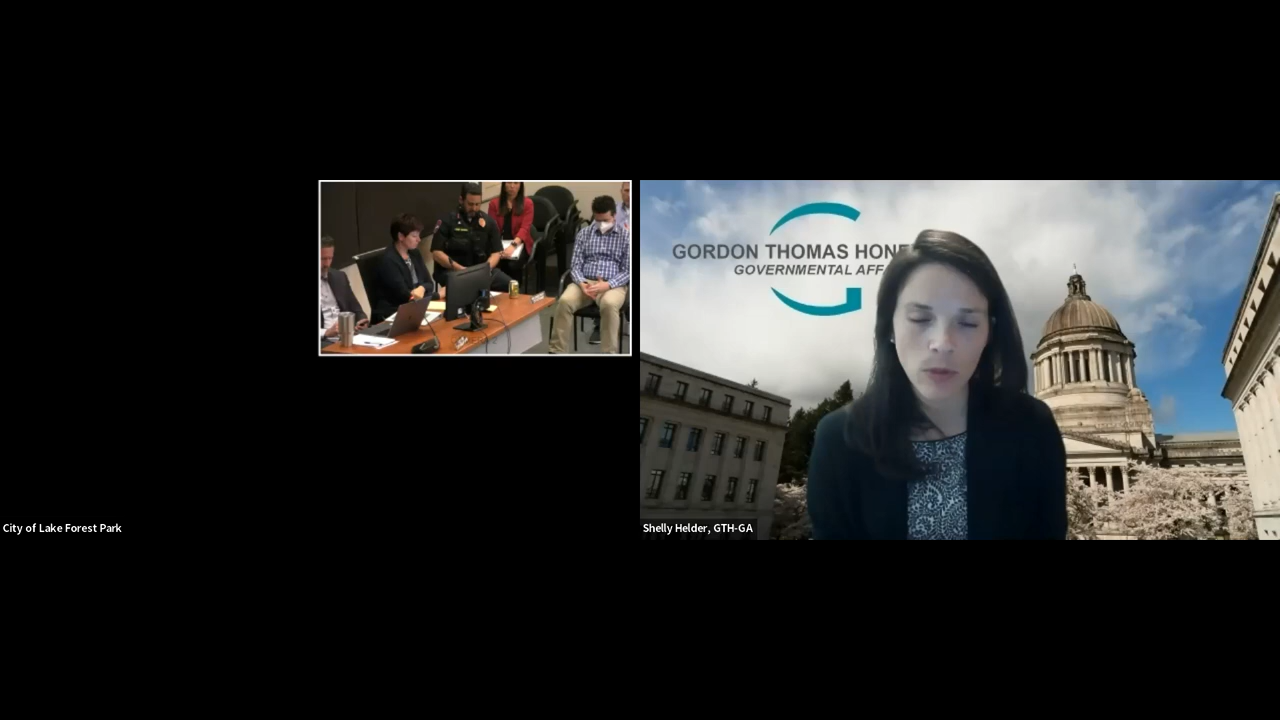 GORDON THOMAS HONE
GOVERNMENTAL AFF
City of Lake Forest Park
Shelly Helder, GTH-GA